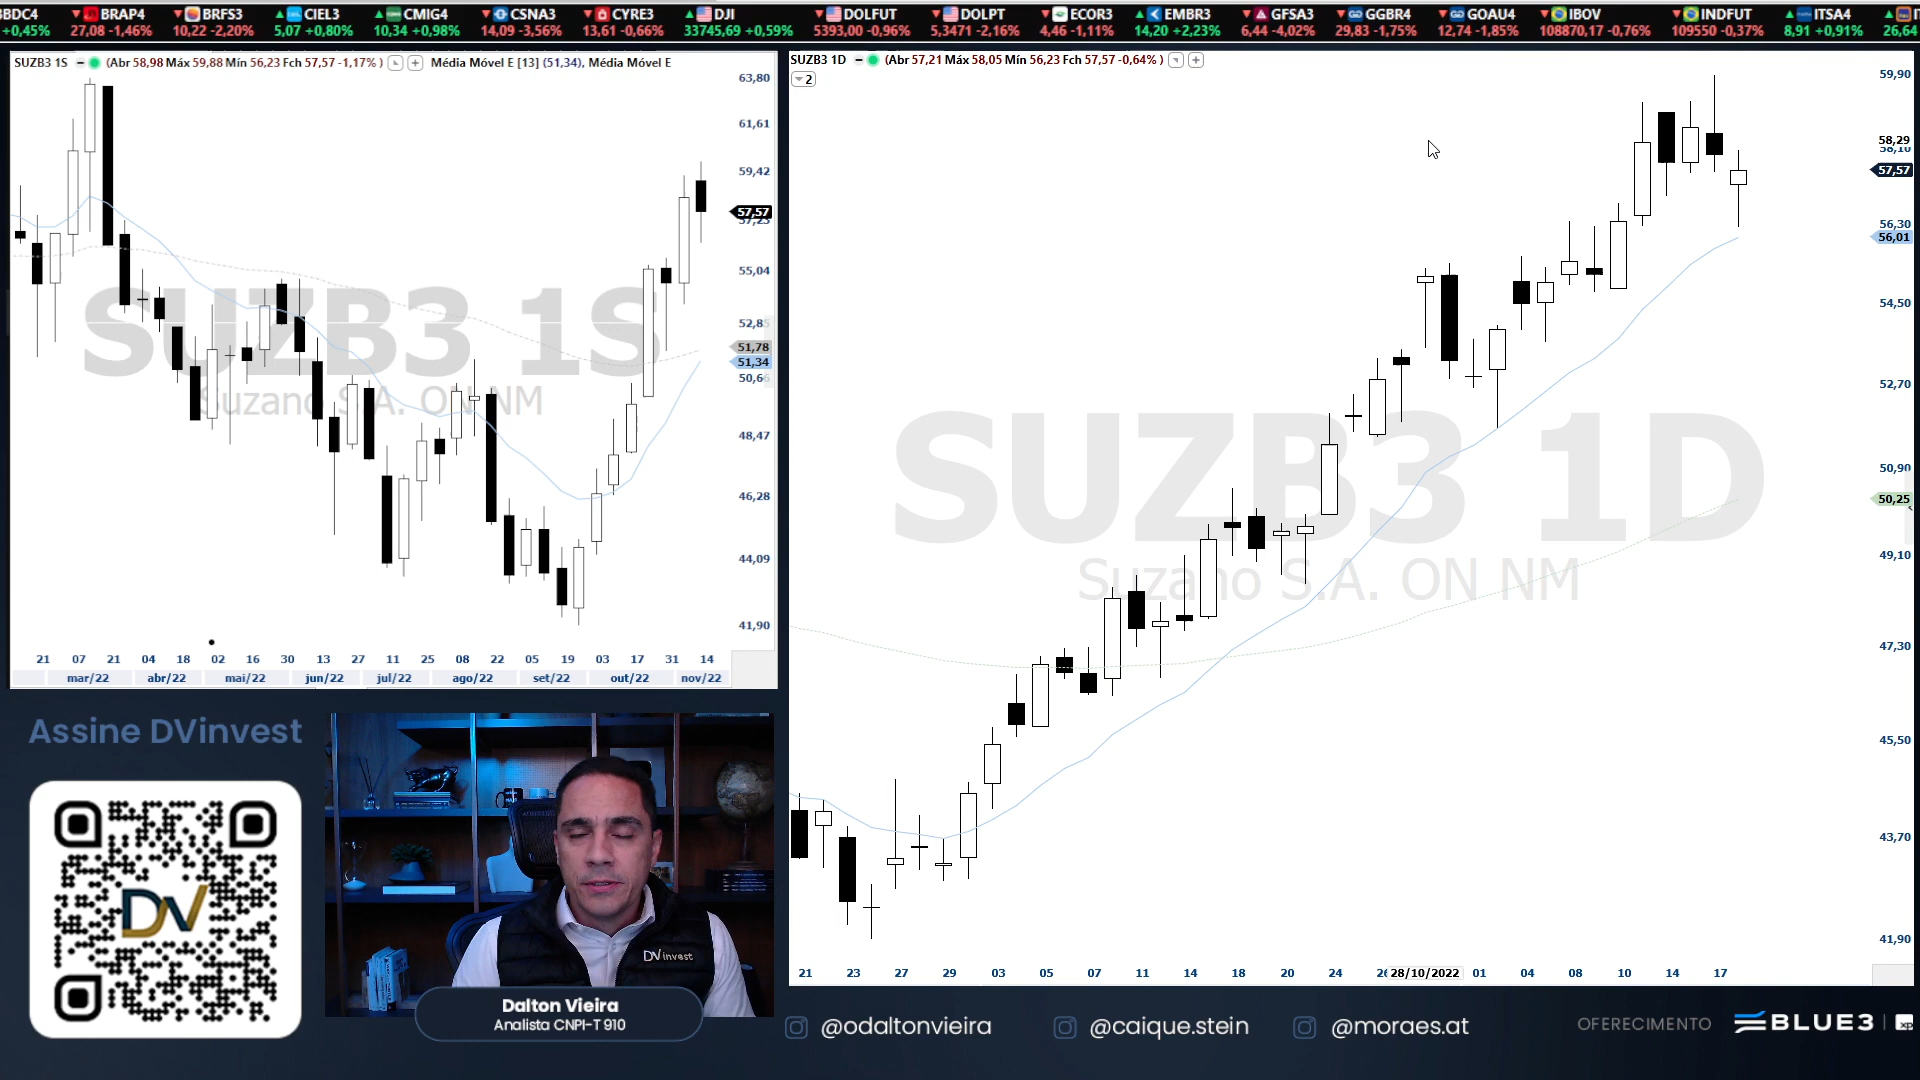 BBDC4 BRAP4 BRFS3 CIEL3 CMIG4 CSNA3 CYRE3 DJI DOLFUT DOLPT ECOR3 EMBR3 GFSA3 GGBR4 GOAU4 IBOV INDFUT ITSA4
+0,45% 27,08 -1,46% 10,22 -2,20% 5,07 +0,80% 10,34 +0,98% 14,09 -3,56% 13,61 -0,66% 33745,69 +0,59% 5393,00 -0,96% 5,3471 -2,16% 4,46 -1,11% 14,20 +2,23% 6,44 -4,02% 29,83 -1,75% 12,74 -1,85% 108870,17 -0,76% 109550 -0,37% 8,91 +0,91% 26,64
SUZB3 1S (Abr 58,98 Máx 59,88 Mín 56,23 Fch 57,57 -1,17% ) Média Móvel E [13] (51,34), Média Móvel E
63,80
61,61
59,42
57,57
57,23
55,04
52,85
51,78
51,34
50,66
48,47
46,28
44,09
41,90
SUZB3 1S
Suzano S.A. ON NM
21 07 21 04 18 02 16 30 13 27 11 25 08 22 05 19 03 17 31 14
mar/22 abr/22 mai/22 jun/22 jul/22 ago/22 set/22 out/22 nov/22
SUZB3 1D (Abr 57,21 Máx 58,05 Mín 56,23 Fch 57,57 -0,64% )
2
59,90
58,29
58,10
57,57
56,30
56,01
54,50
52,70
50,90
50,25
49,10
47,30
45,50
43,70
41,90
SUZB3 1D
Suzano S.A. ON NM
21 23 27 29 03 05 07 11 14 18 20 24 26 28/10/2022 01 04 08 10 14 17
Assine DVinvest
DV
DVinvest
Dalton Vieira
Analista CNPI-T 910
@odaltonvieira @caique.stein @moraes.at
OFERECIMENTO BLUE3 xp